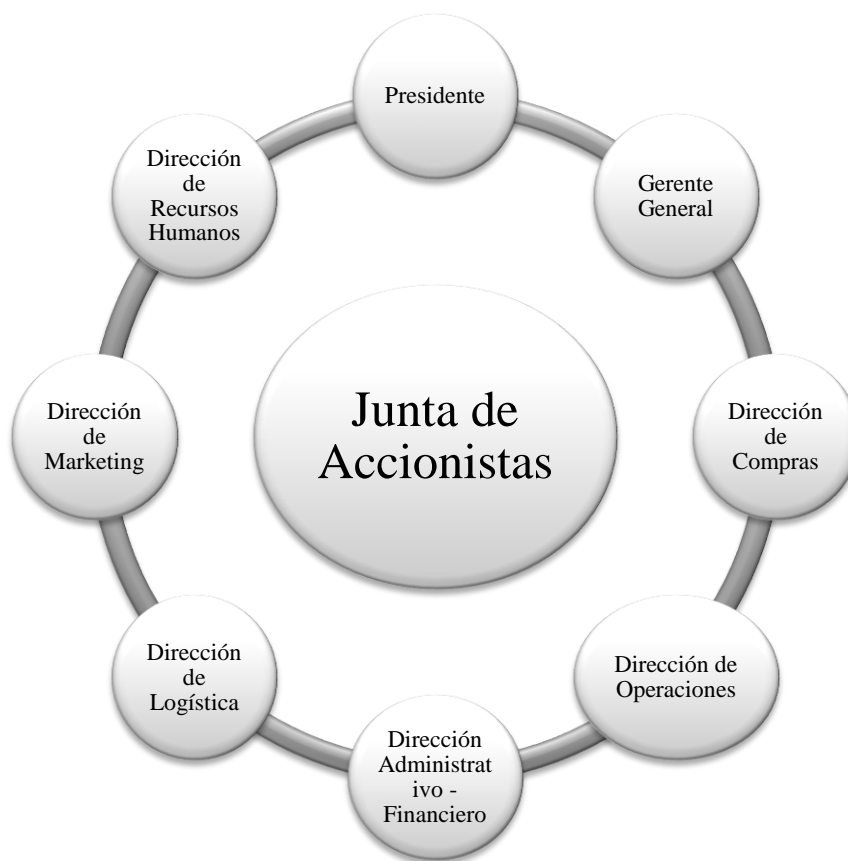 Presidente
Gerente
General
Dirección
de
Compras
Dirección de
Operaciones
Dirección
Administrat
ivo -
Financiero
Dirección
de
Logística
Dirección
de
Marketing
Dirección
de
Recursos
Humanos
Junta de
Accionistas